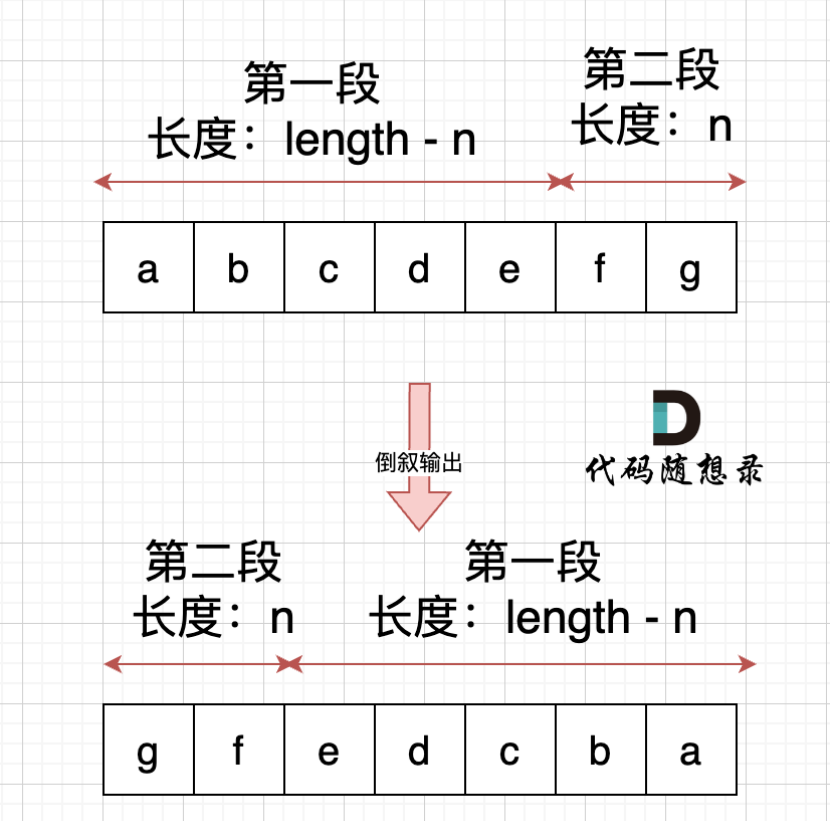 第一段
长度：length - n
第二段
长度：n
a b c d e f g
倒叙输出
代码随想录
第二段
长度：n
第一段
长度：length - n
g f e d c b a